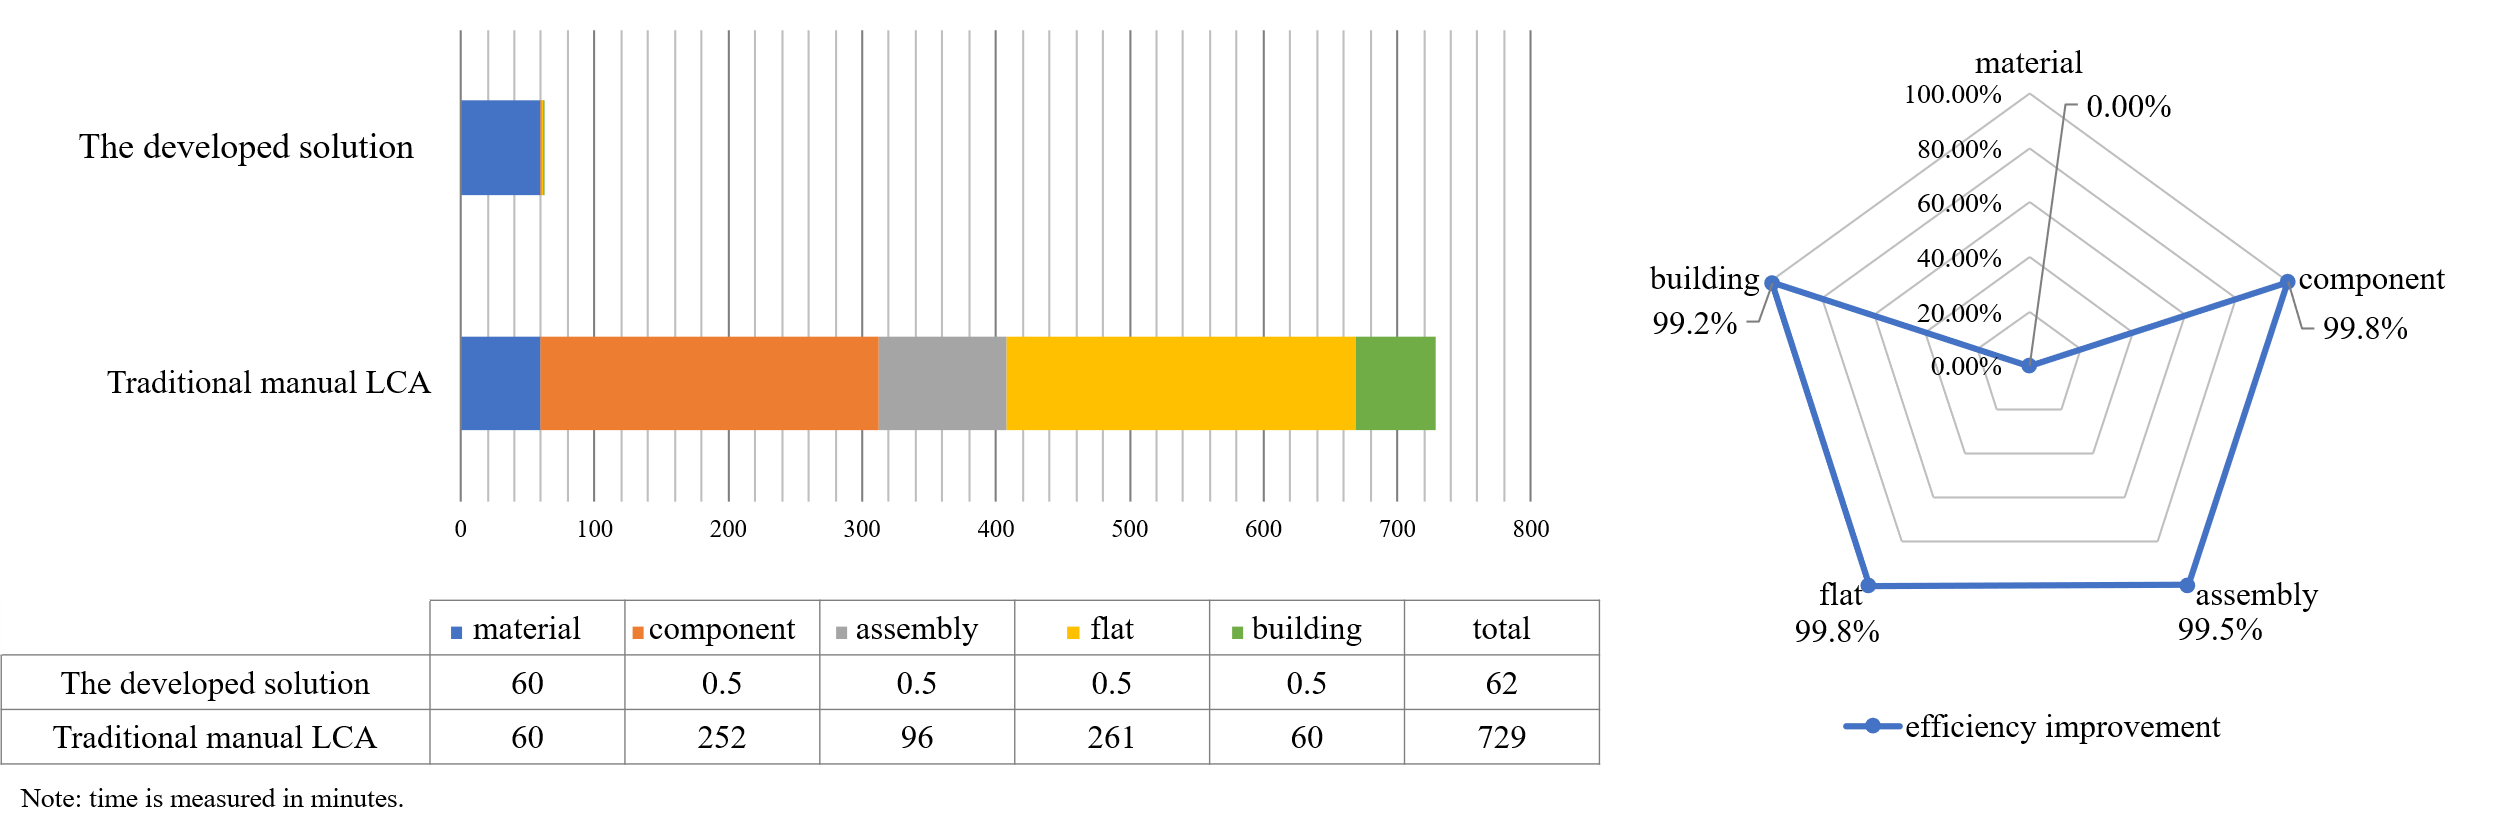 The developed solution
Traditional manual LCA
0 100 200 300 400 500 600 700 800
material component assembly flat building total
The developed solution 60 0.5 0.5 0.5 0.5 62
Traditional manual LCA 60 252 96 261 60 729
Note: time is measured in minutes.
material
100.00%
0.00%
80.00%
60.00%
40.00%
20.00%
0.00%
building
99.2%
component
99.8%
flat
99.8%
assembly
99.5%
efficiency improvement